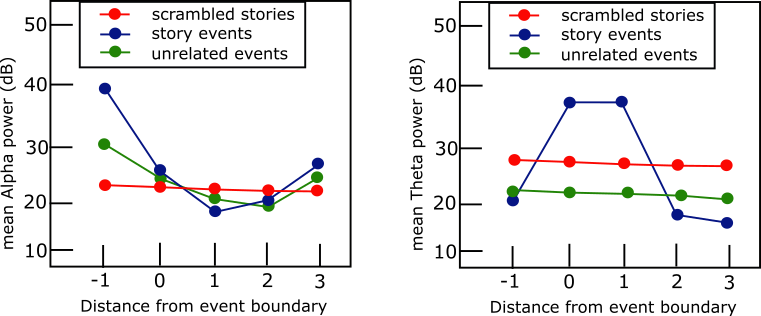 50
40
30
20
10
mean Alpha power (dB)
scrambled stories
story events
unrelated events
-1 0 1 2 3
Distance from event boundary
50
40
30
20
10
mean Theta power (dB)
scrambled stories
story events
unrelated events
-1 0 1 2 3
Distance from event boundary